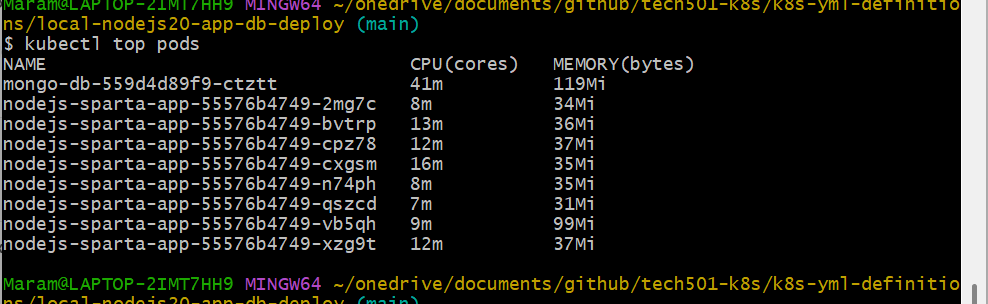 Maram@LAPTOP-2IMT7HH9 MINGW64 ~/onedrive/documents/github/tech501-k8s/k8s-yml-definitio
ns/local-nodejs20-app-db-deploy (main)
$ kubectl top pods
NAME CPU(cores) MEMORY(bytes)
mongo-db-559d4d89f9-ctztt 41m 119Mi
nodejs-sparta-app-55576b4749-2mg7c 8m 34Mi
nodejs-sparta-app-55576b4749-bvtrp 13m 36Mi
nodejs-sparta-app-55576b4749-cpz78 12m 37Mi
nodejs-sparta-app-55576b4749-cxgsm 16m 35Mi
nodejs-sparta-app-55576b4749-n74ph 8m 35Mi
nodejs-sparta-app-55576b4749-qszcd 7m 31Mi
nodejs-sparta-app-55576b4749-vb5qh 9m 99Mi
nodejs-sparta-app-55576b4749-xzg9t 12m 37Mi
Maram@LAPTOP-2IMT7HH9 MINGW64 ~/onedrive/documents/github/tech501-k8s/k8s-yml-definitio
ns/local-nodejs20-app-db-deploy (main)